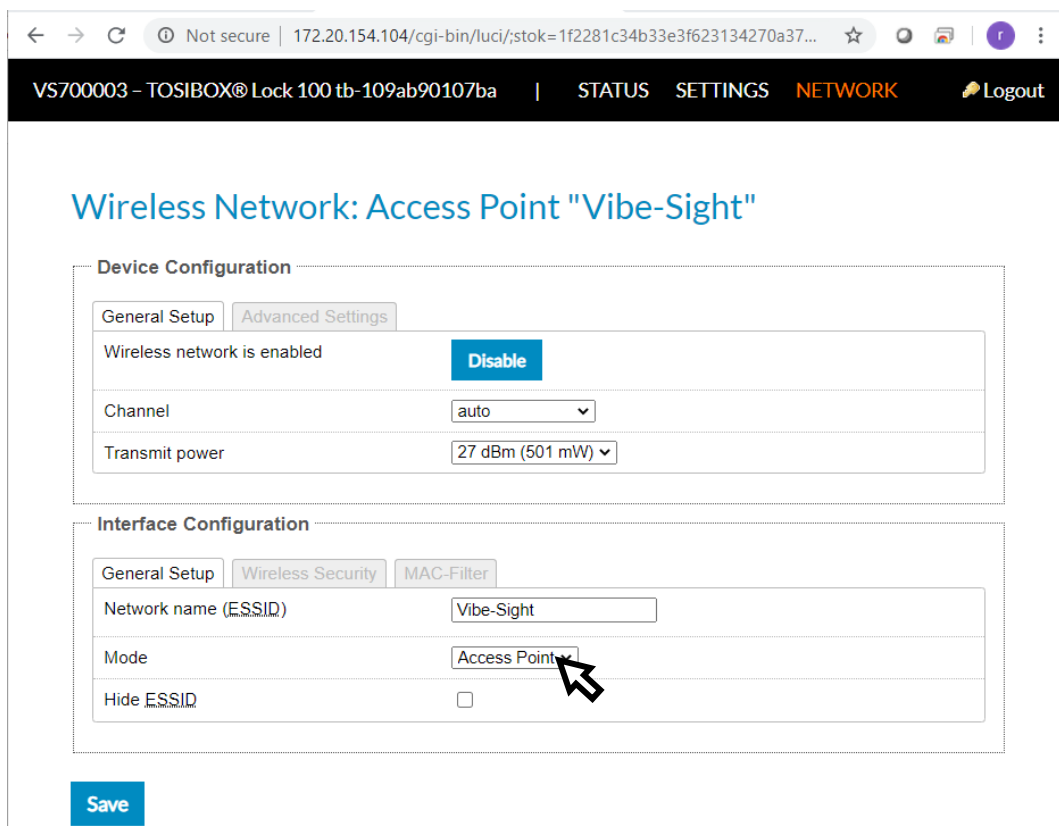 Not secure | 172.20.154.104/cgi-bin/luci/;stok=1f2281c34b33e3f623134270a37... r
VS700003 – TOSIBOX® Lock 100 tb-109ab90107ba | STATUS SETTINGS NETWORK Logout
Wireless Network: Access Point "Vibe-Sight"
Device Configuration
General Setup Advanced Settings
Wireless network is enabled Disable
Channel auto
Transmit power 27 dBm (501 mW)
Interface Configuration
General Setup Wireless Security MAC-Filter
Network name (ESSID) Vibe-Sight
Mode Access Point
Hide ESSID
Save